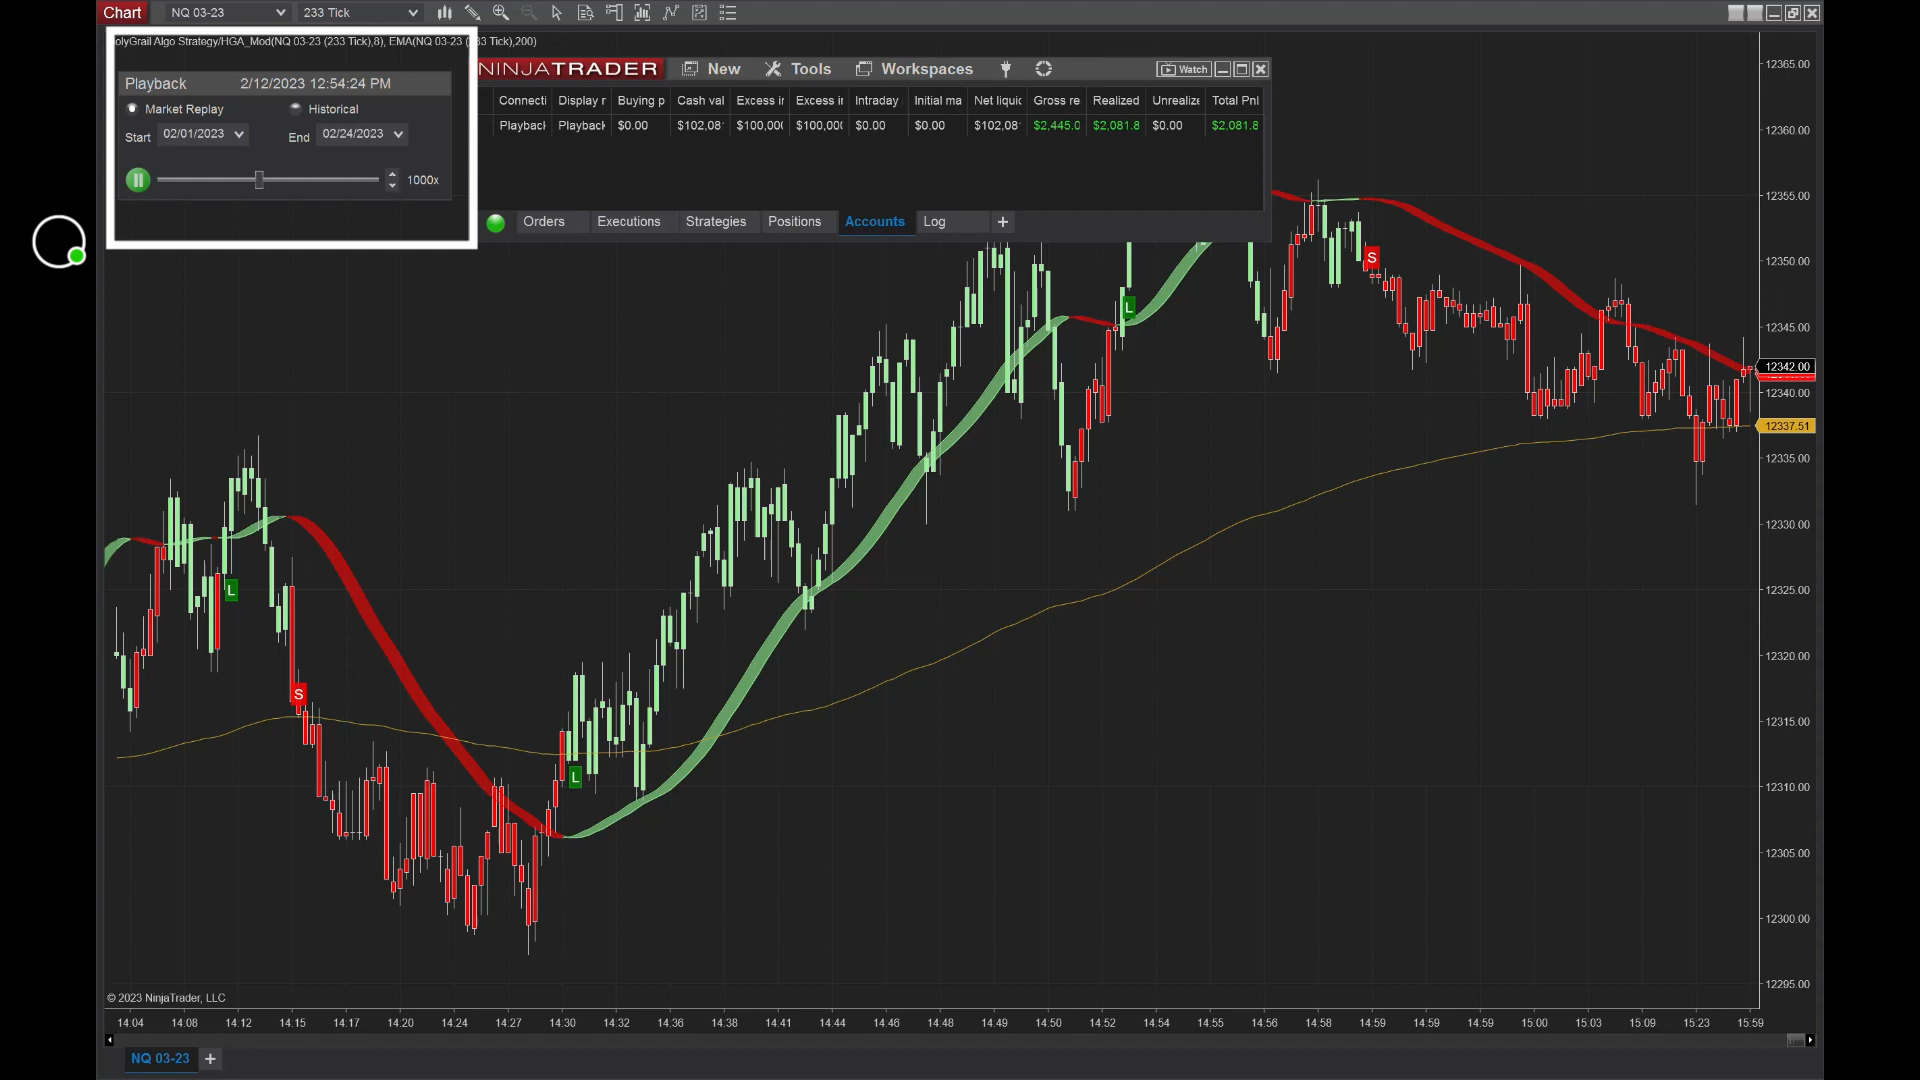 Chart NQ 03-23 233 Tick
olyGrail Algo Strategy/HGA_Mod(NQ 03-23 (233 Tick),8), EMA(NQ 03-23 ( 33 Tick),200)
Playback 2/12/2023 12:54:24 PM
Market Replay Historical
Start 02/01/2023 End 02/24/2023
1000x
NINJATRADER New Tools Workspaces Watch
Connecti Display r Buying p Cash val Excess ir Excess ir Intraday Initial ma Net liquid Gross re Realized Unrealize Total Pnl
Playback Playback $0.00 $102,08 $100,00( $100,00( $0.00 $0.00 $102,08 $2,445.0 $2,081.8 $0.00 $2,081.8
Orders Executions Strategies Positions Accounts Log +
12365.00
12360.00
12355.00
12350.00
12345.00
12342.00
12340.00
12337.51
12335.00
12330.00
12325.00
12320.00
12315.00
12310.00
12305.00
12300.00
12295.00
S
L
L
S
L
© 2023 NinjaTrader, LLC
14:04 14:08 14:12 14:15 14:17 14:20 14:24 14:27 14:30 14:32 14:36 14:38 14:41 14:44 14:46 14:48 14:49 14:50 14:52 14:54 14:55 14:56 14:58 14:59 14:59 14:59 15:00 15:03 15:09 15:23 15:59
NQ 03-23 +